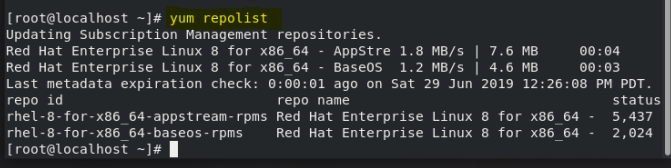 [root@localhost ~]# yum repolist
Updating Subscription Management repositories.
Red Hat Enterprise Linux 8 for x86_64 - AppStre 1.8 MB/s | 7.6 MB     00:04
Red Hat Enterprise Linux 8 for x86_64 - BaseOS  1.2 MB/s | 4.6 MB     00:03
Last metadata expiration check: 0:00:01 ago on Sat 29 Jun 2019 12:26:08 PM PDT.
repo id                          repo name                                status
rhel-8-for-x86_64-appstream-rpms Red Hat Enterprise Linux 8 for x86_64 -  5,437
rhel-8-for-x86_64-baseos-rpms    Red Hat Enterprise Linux 8 for x86_64 -  2,024
[root@localhost ~]#